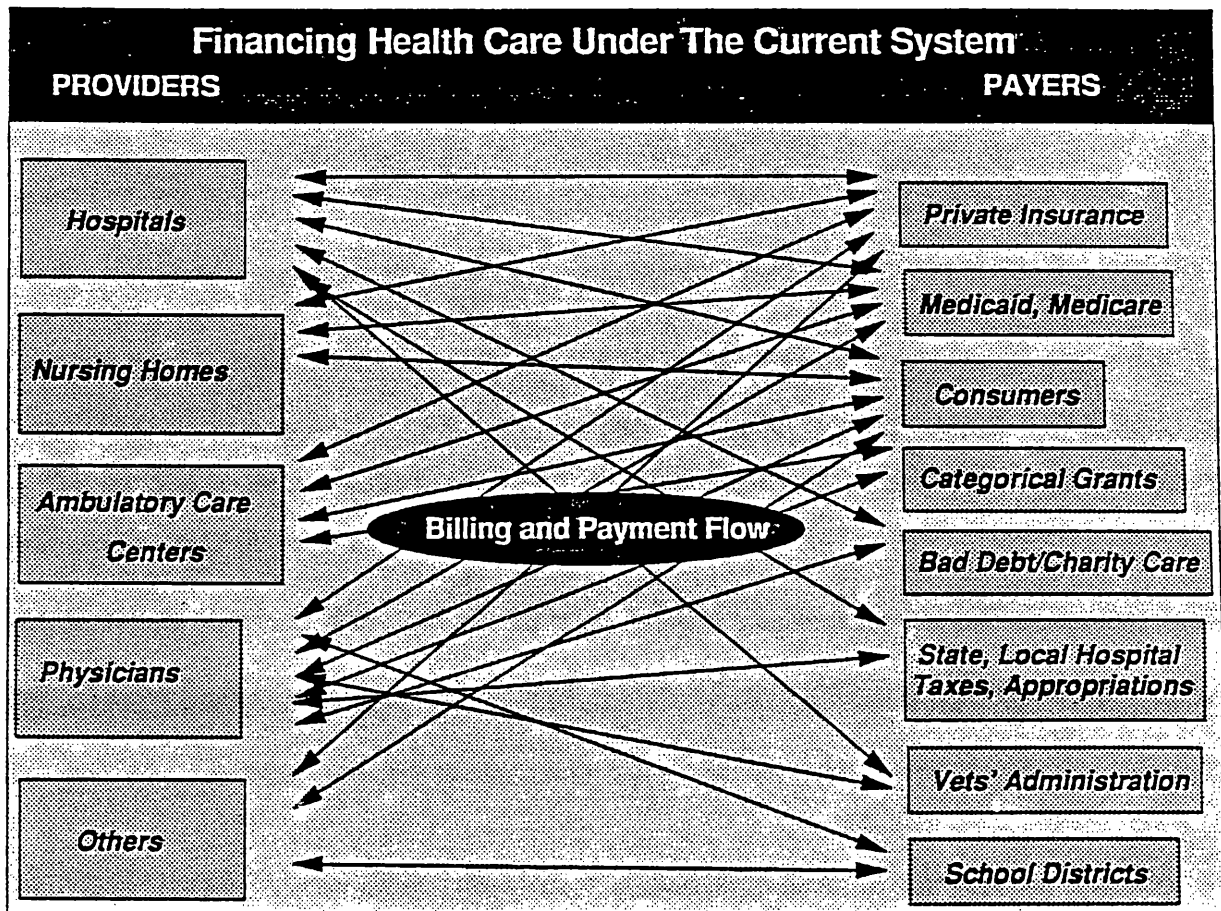 Financing Health Care Under The Current System
PROVIDERS
PAYERS
Hospitals
Nursing Homes
Ambulatory Care
Centers
Physicians
Others
Billing and Payment Flow
Private Insurance
Medicaid, Medicare
Consumers
Categorical Grants
Bad Debt/Charity Care
State, Local Hospital
Taxes, Appropriations
Vets' Administration
School Districts